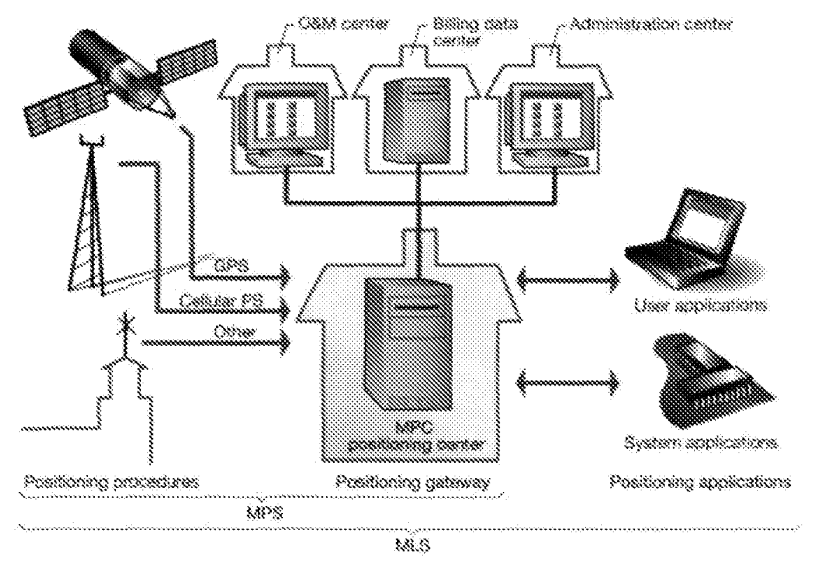 O&M center
Billing data
center
Administration center
GPS
Cellular PS
Other
MPC
positioning center
User applications
System applications
Positioning procedures
Positioning gateway
Positioning applications
MPS
MLS